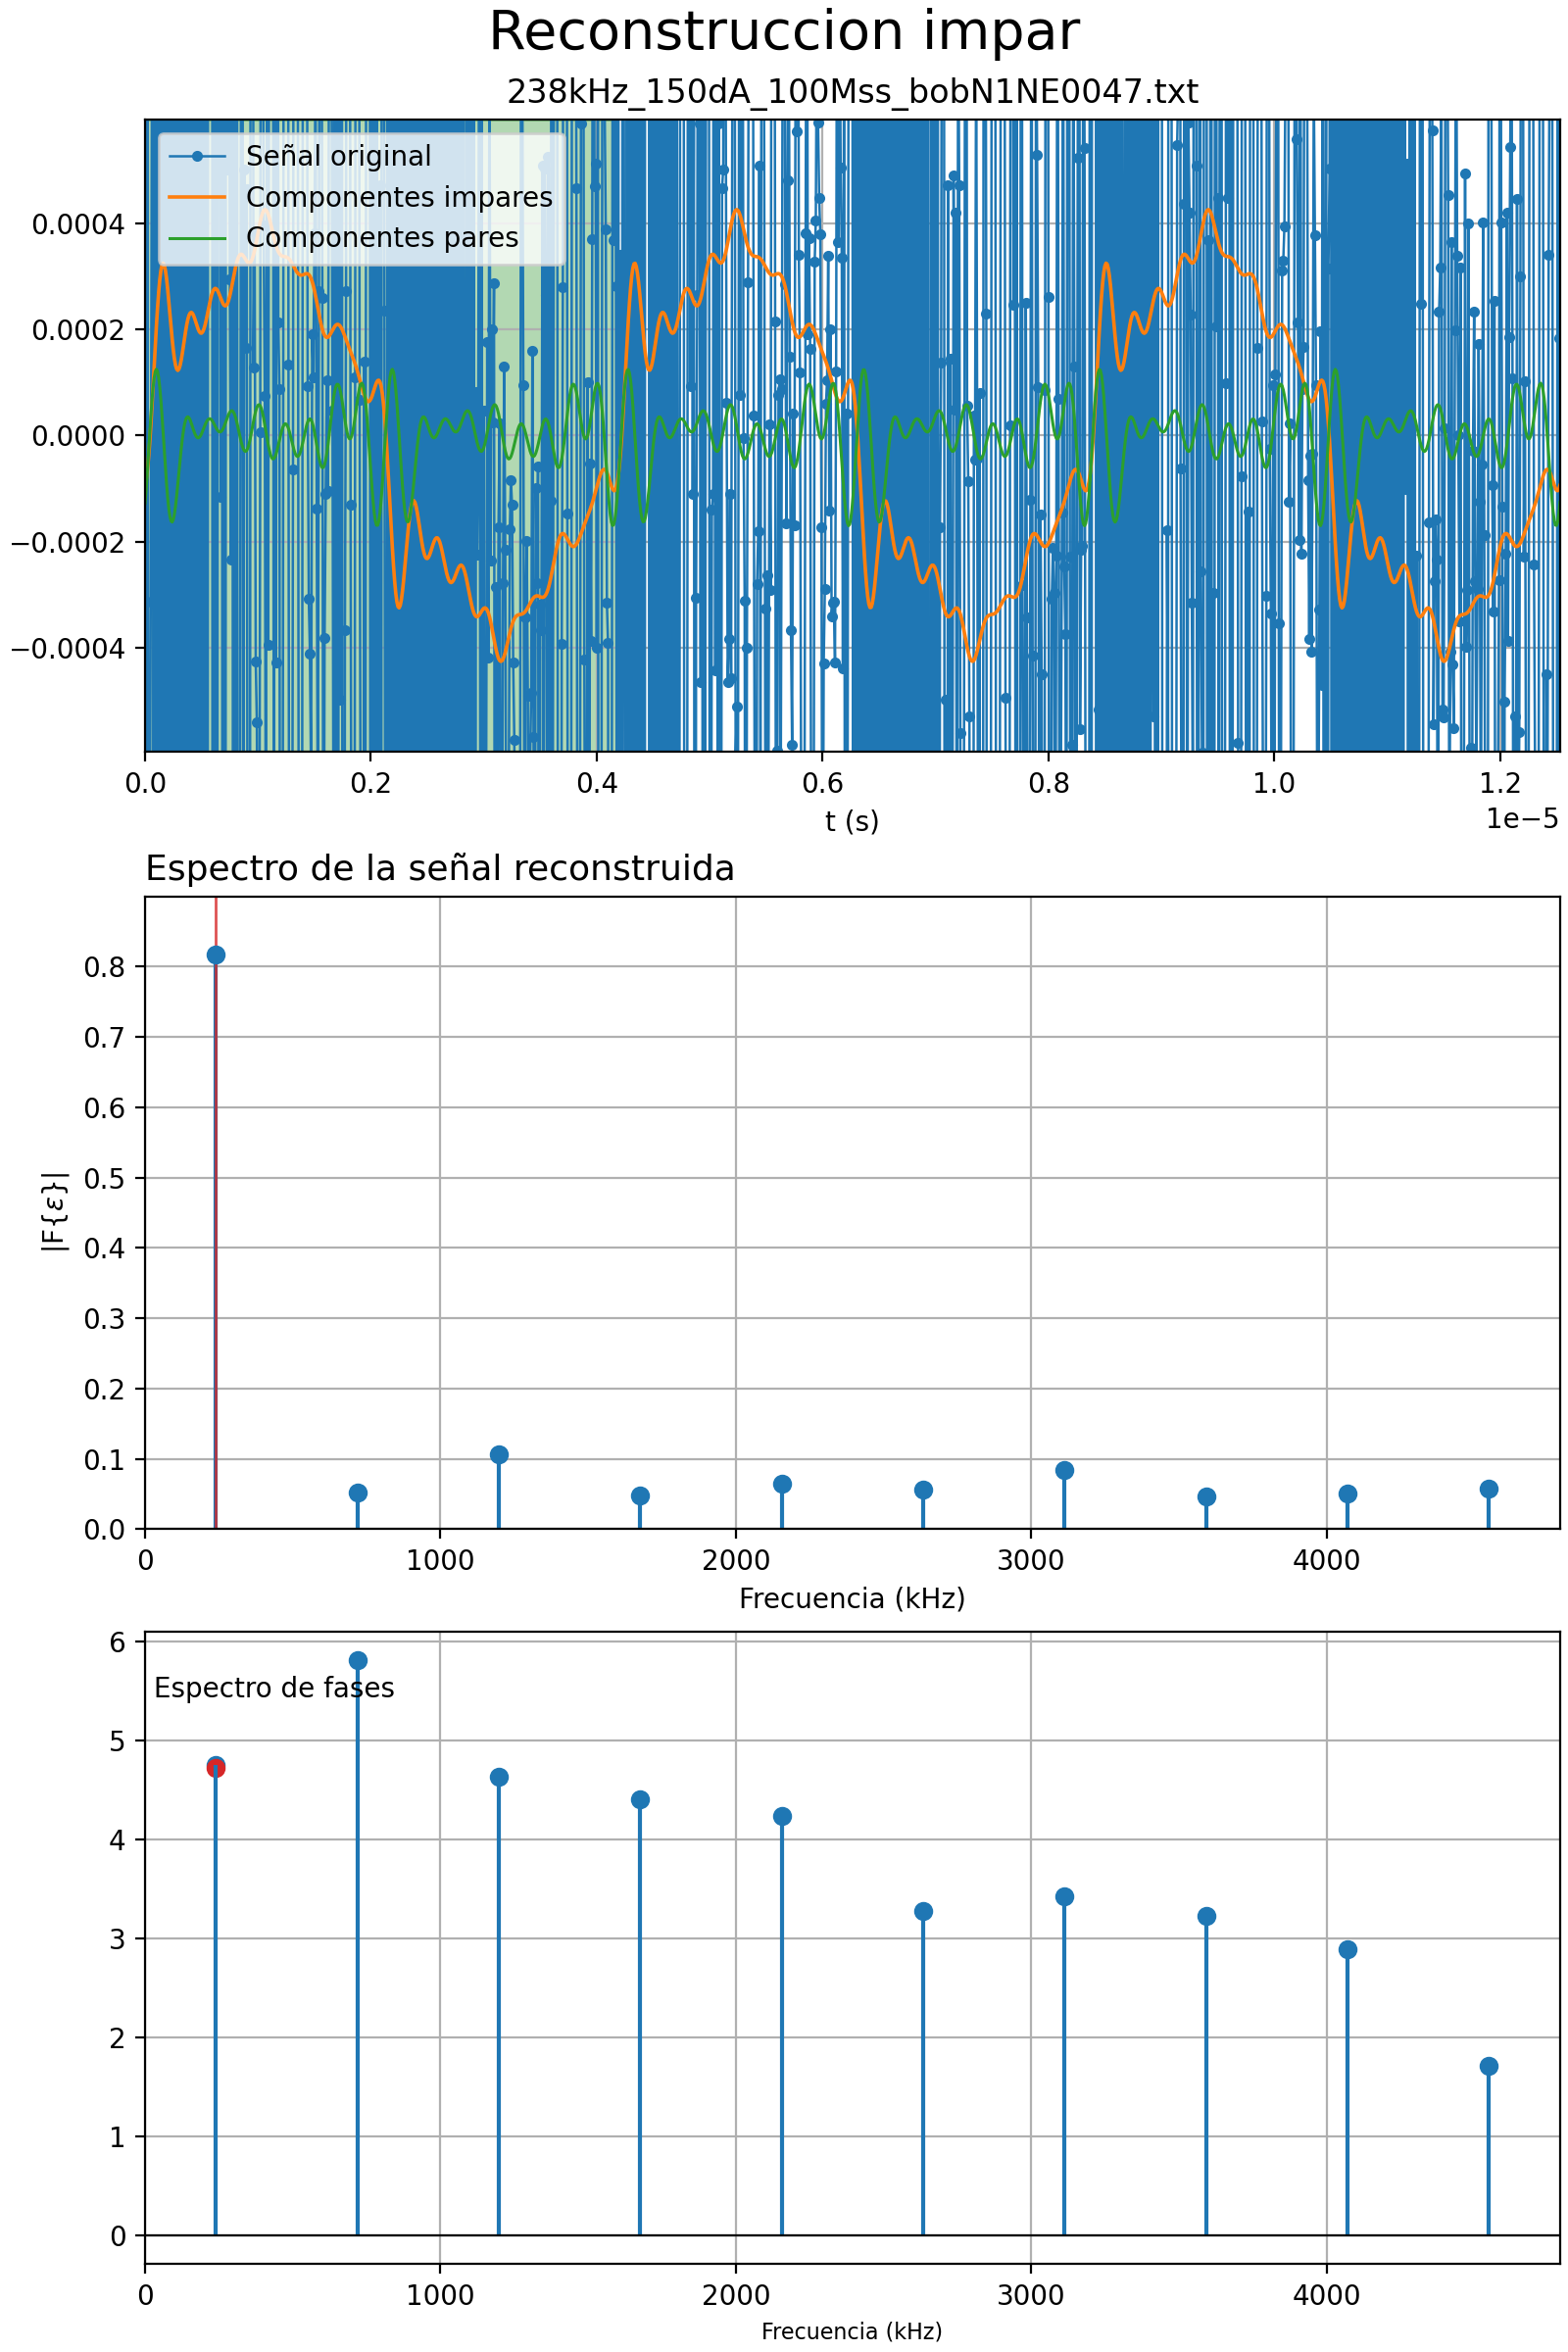 Reconstruccion impar
238kHz_150dA_100Mss_bobN1NE0047.txt
Señal original
Componentes impares
Componentes pares
0.0004
0.0002
0.0000
−0.0002
−0.0004
0.0 0.2 0.4 0.6 0.8 1.0 1.2
t (s)
1e−5
Espectro de la señal reconstruida
|F{ε}|
0.8
0.7
0.6
0.5
0.4
0.3
0.2
0.1
0.0
0 1000 2000 3000 4000
Frecuencia (kHz)
Espectro de fases
6
5
4
3
2
1
0
0 1000 2000 3000 4000
Frecuencia (kHz)